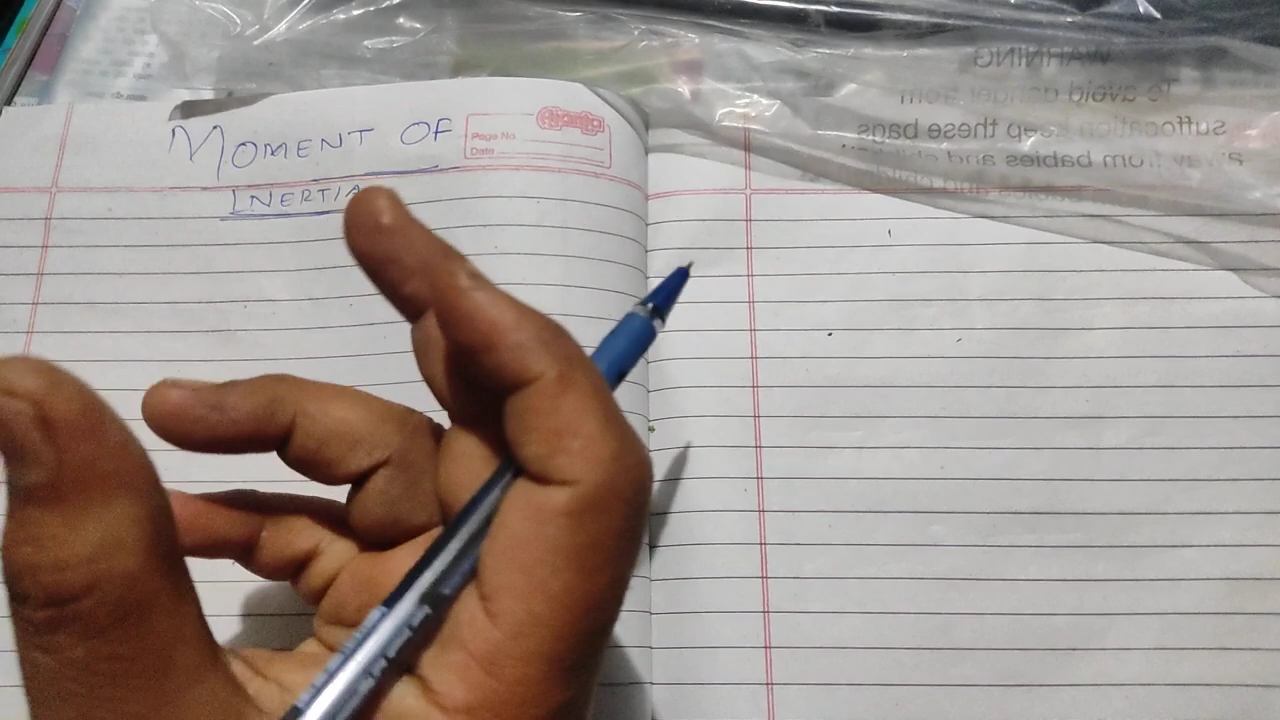 MOMENT OF
INERTIA
Ajanta
Page No.
Date
WARNING
To avoid danger from
suffocation keep these bags
away from babies and children